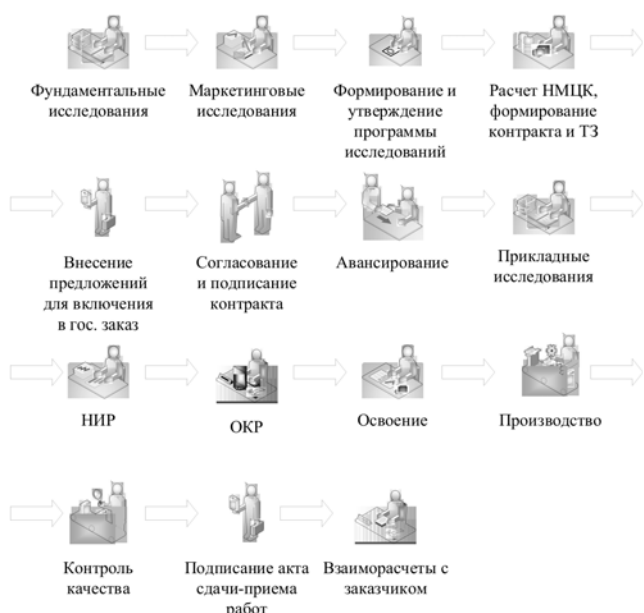 Фундаментальные
исследования
Маркетинговые
исследования
Формирование и
утверждение
программы
исследований
Расчет НМЦК,
формирование
контракта и ТЗ
Внесение
предложений
для включения
в гос. заказ
Согласование
и подписание
контракта
Авансирование
Прикладные
исследования
НИР
ОКР
Освоение
Производство
Контроль
качества
Подписание акта
сдачи-приема
работ
Взаиморасчеты с
заказчиком